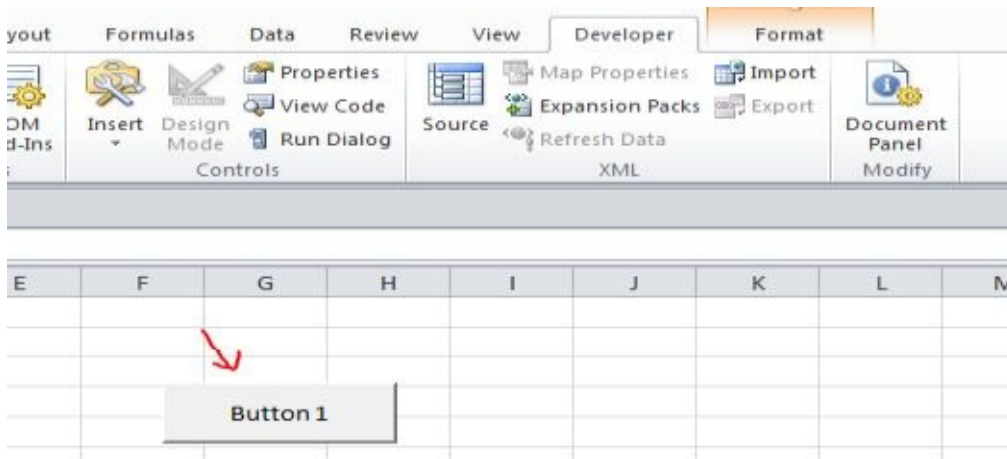 yout Formulas Data Review View Developer Format
Properties Map Properties Import
View Code Expansion Packs Export
OM Insert Design Source Document
d-Ins Mode Run Dialog Refresh Data Panel
Controls XML Modify
E F G H I J K L M
Button 1